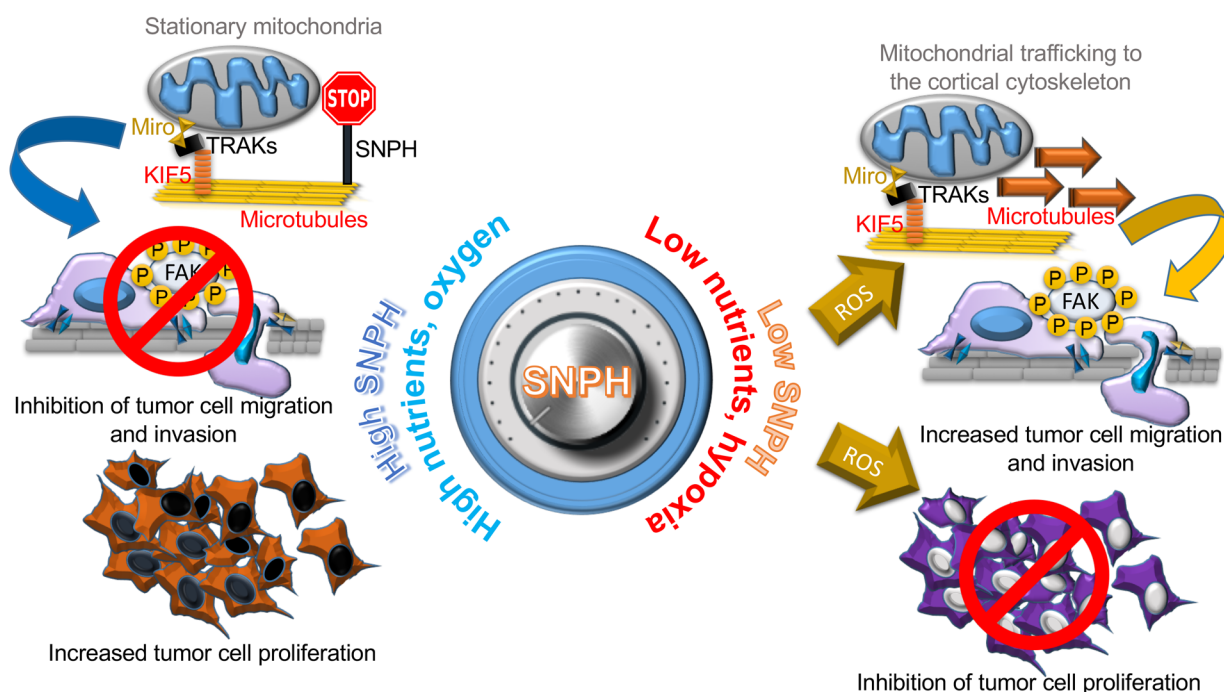 Stationary mitochondria
STOP
Miro
TRAKs
SNPH
KIF5
Microtubules
P P P P P P P P
FAK
Inhibition of tumor cell migration
and invasion
Increased tumor cell proliferation
High SNPH
High nutrients, oxygen
SNPH
Low nutrients, hypoxia
Low SNPH
Mitochondrial trafficking to
the cortical cytoskeleton
Miro
TRAKs
KIF5
Microtubules
ROS
P P P P P P P P
FAK
Increased tumor cell migration
and invasion
ROS
Inhibition of tumor cell proliferation